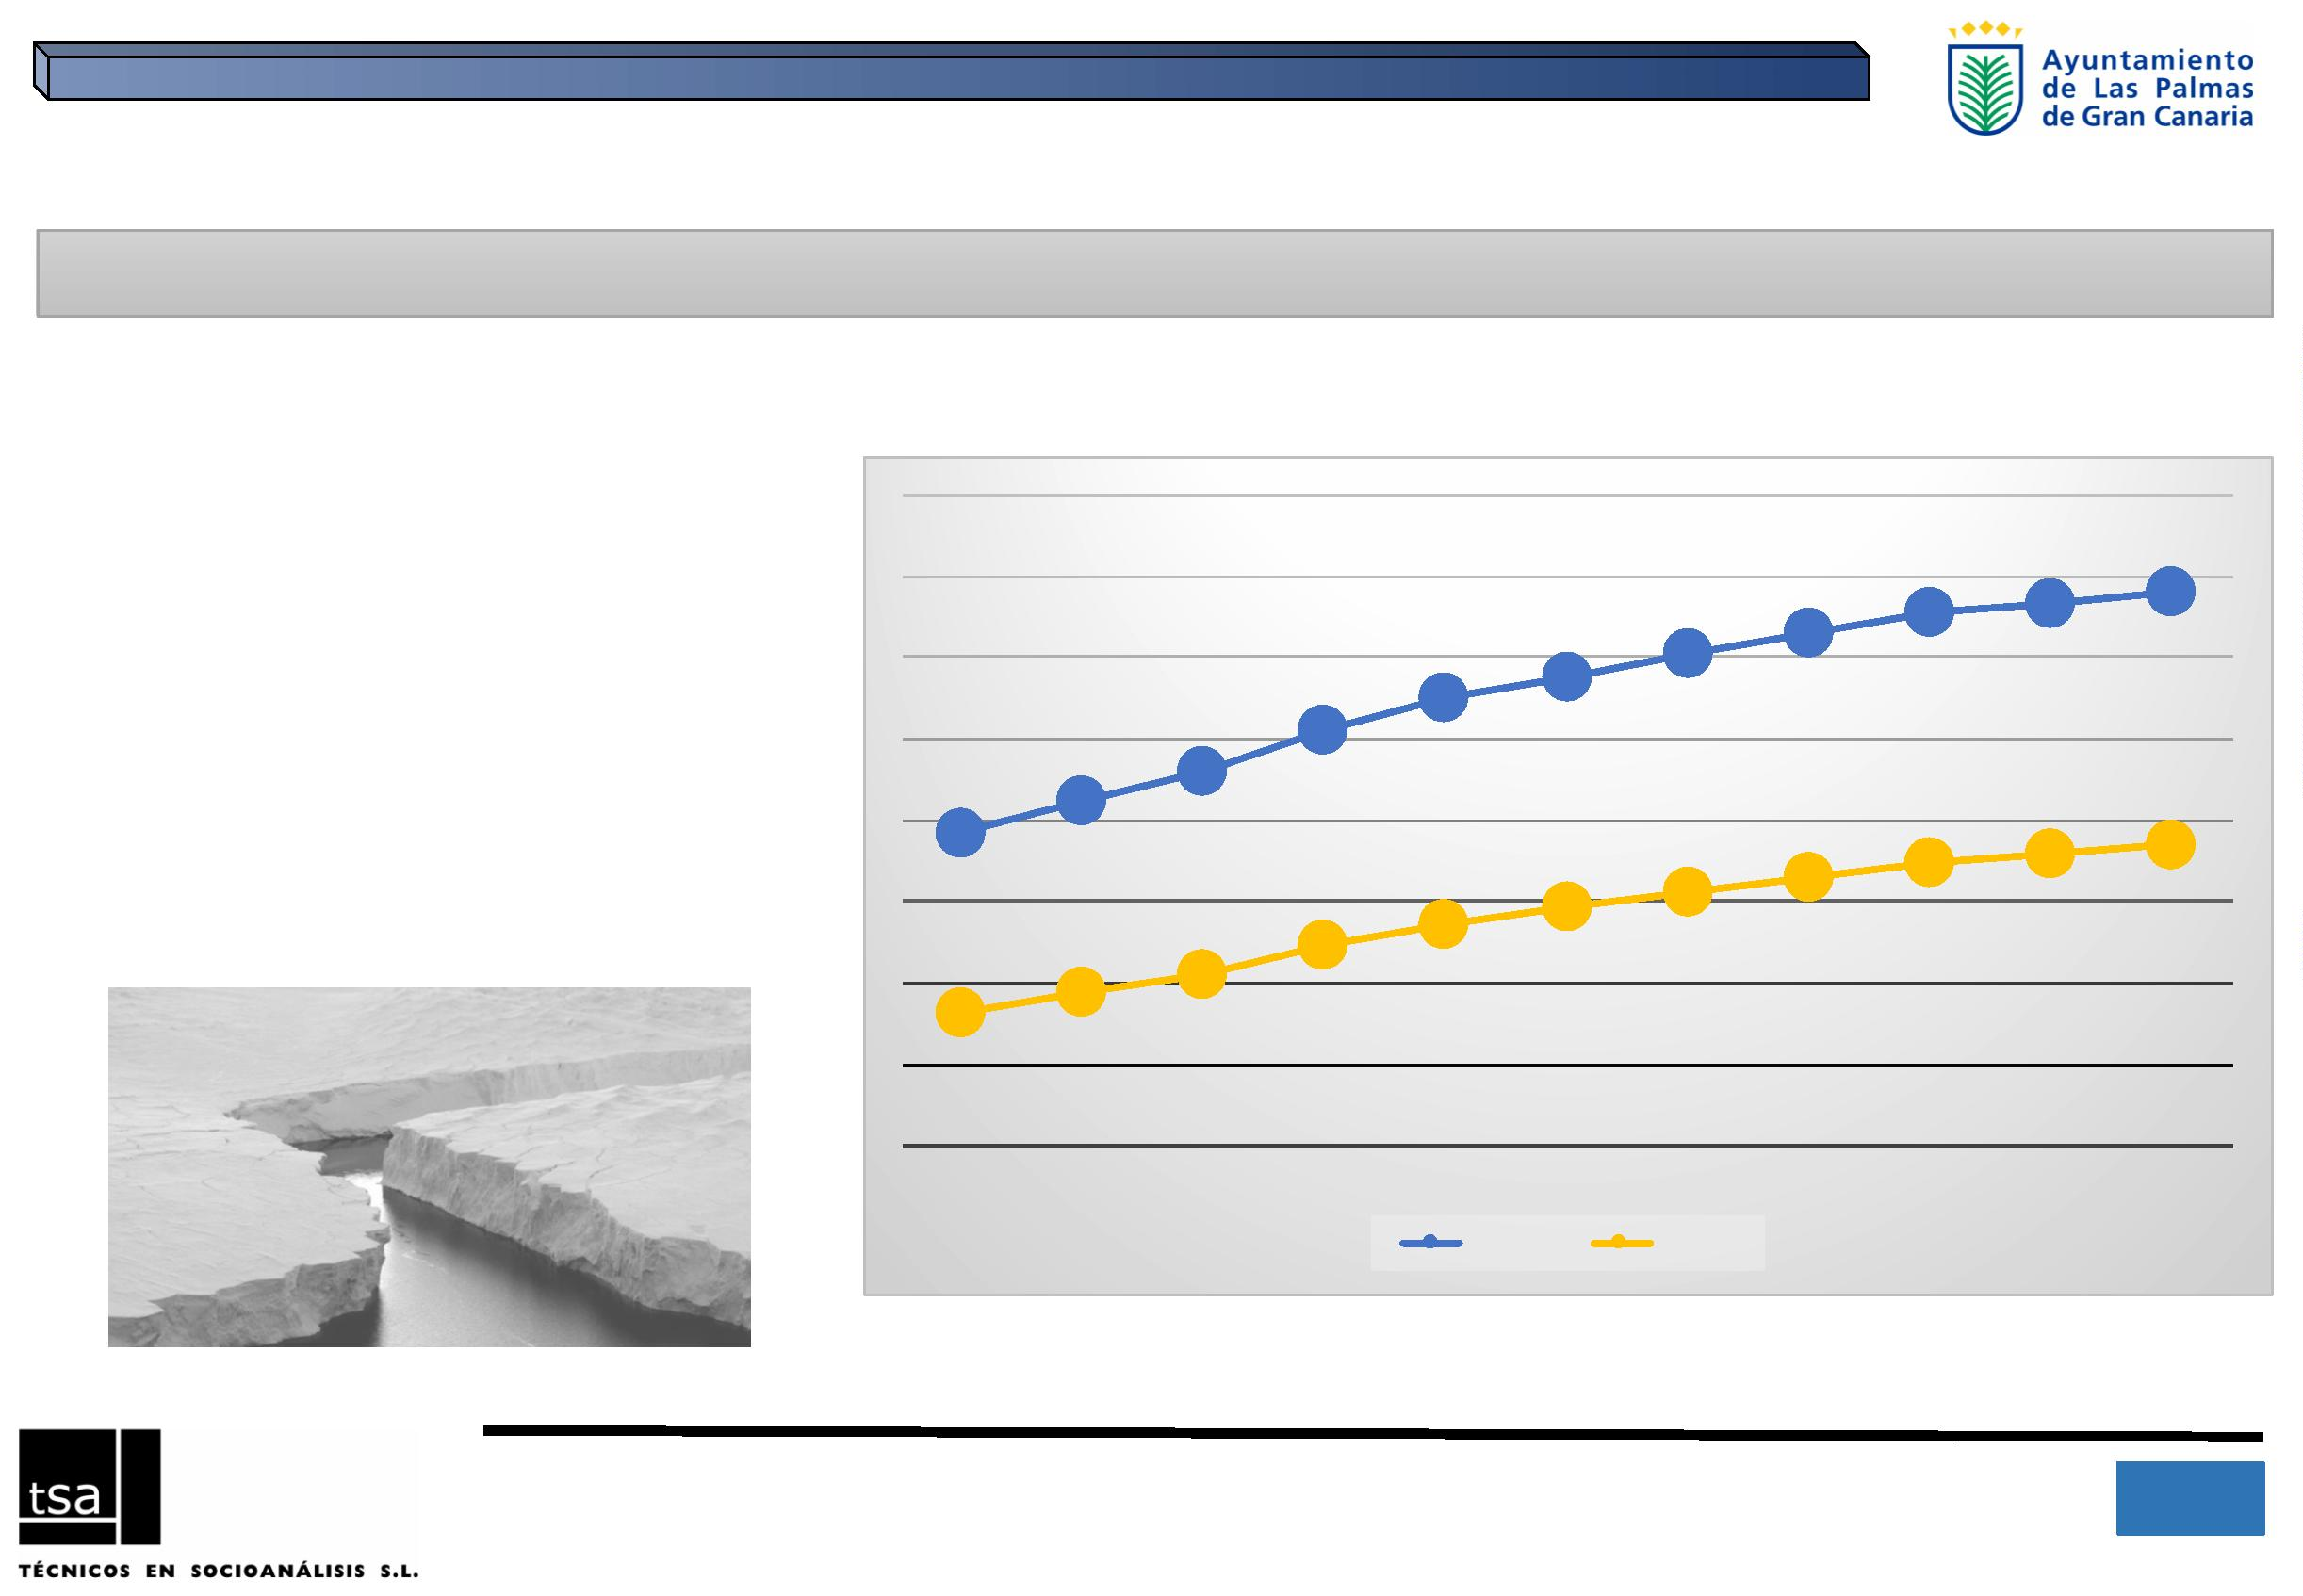 Ayuntamiento
de Las Palmas
de Gran Canaria
tsa
TÉCNICOS EN SOCIOANÁLISIS S.L.